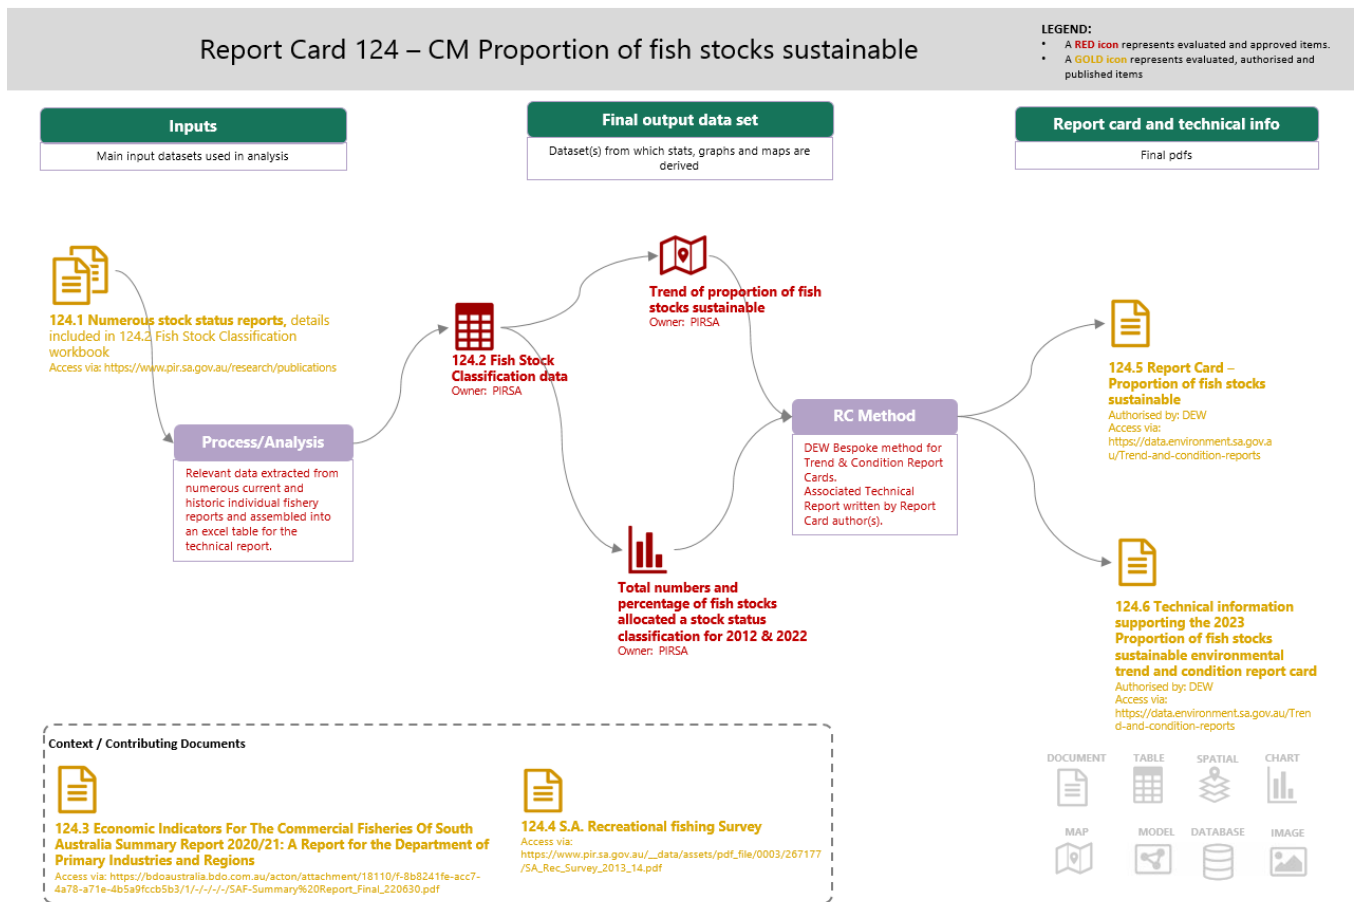 Report Card 124 – CM Proportion of fish stocks sustainable
LEGEND:
• A RED icon represents evaluated and approved items.
• A GOLD icon represents evaluated, authorised and
published items
Inputs
Main input datasets used in analysis
Final output data set
Dataset(s) from which stats, graphs and maps are
derived
Report card and technical info
Final pdfs
124.1 Numerous stock status reports, details
included in 124.2 Fish Stock Classification
workbook
Access via: https://www.pir.sa.gov.au/research/publications
Process/Analysis
Relevant data extracted from
numerous current and
historic individual fishery
reports and assembled into
an excel table for the
technical report.
124.2 Fish Stock
Classification data
Owner: PIRSA
Trend of proportion of fish
stocks sustainable
Owner: PIRSA
Total numbers and
percentage of fish stocks
allocated a stock status
classification for 2012 & 2022
Owner: PIRSA
RC Method
DEW Bespoke method for
Trend & Condition Report
Cards.
Associated Technical
Report written by Report
Card author(s).
124.5 Report Card –
Proportion of fish stocks
sustainable
Authorised by: DEW
Access via:
https://data.environment.sa.gov.a
u/Trend-and-condition-reports
124.6 Technical information
supporting the 2023
Proportion of fish stocks
sustainable environmental
trend and condition report card
Authorised by: DEW
Access via:
https://data.environment.sa.gov.au/Tren
d-and-condition-reports
Context / Contributing Documents
124.3 Economic Indicators For The Commercial Fisheries Of South
Australia Summary Report 2020/21: A Report for the Department of
Primary Industries and Regions
Access via: https://bdoaustralia.bdo.com.au/acton/attachment/18110/f-8b8241fe-acc7-
4a78-a71e-4b5a9fccb5b3/1/-/-/-/-/SAF-Summary%20Report_Final_220630.pdf
124.4 S.A. Recreational fishing Survey
Access via:
https://www.pir.sa.gov.au/__data/assets/pdf_file/0003/267177
/SA_Rec_Survey_2013_14.pdf
DOCUMENT TABLE SPATIAL CHART
MAP MODEL DATABASE IMAGE